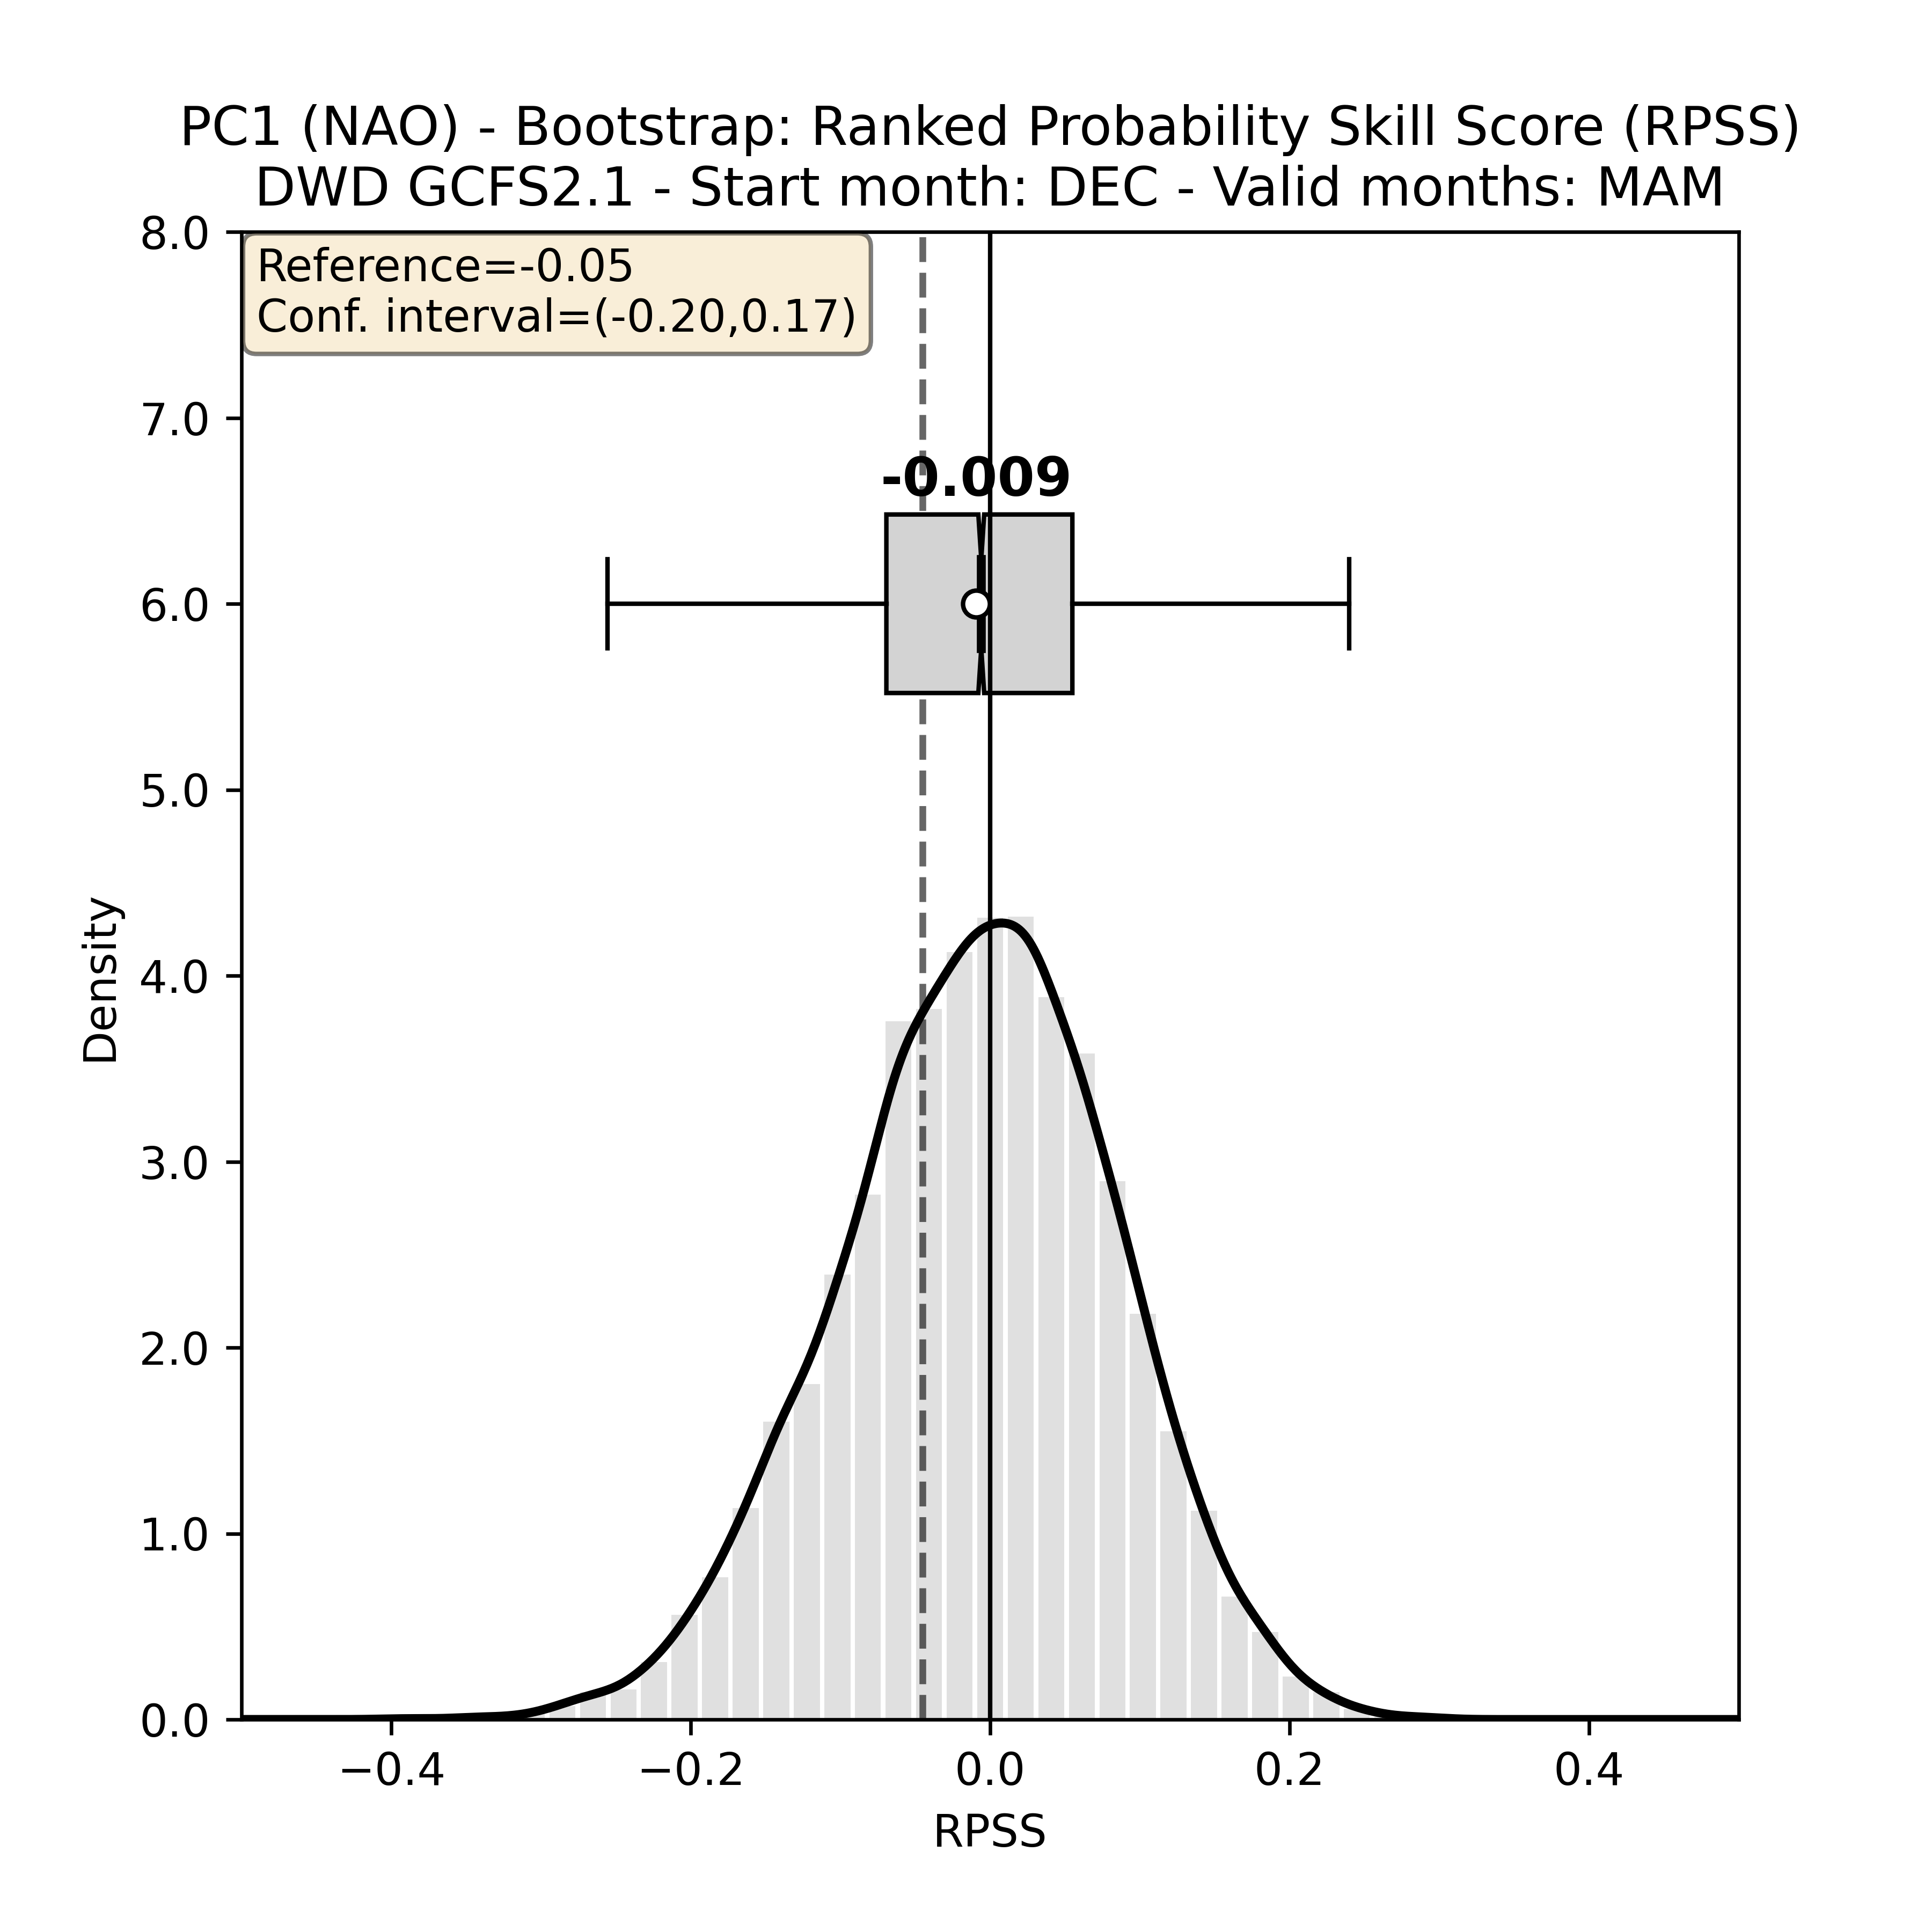 PC1 (NAO) - Bootstrap: Ranked Probability Skill Score (RPSS)
DWD GCFS2.1 - Start month: DEC - Valid months: MAM
Reference=-0.05
Conf. interval=(-0.20,0.17)
-0.009
8.0
7.0
6.0
5.0
4.0
3.0
2.0
1.0
0.0
Density
−0.4
−0.2
0.0
0.2
0.4
RPSS